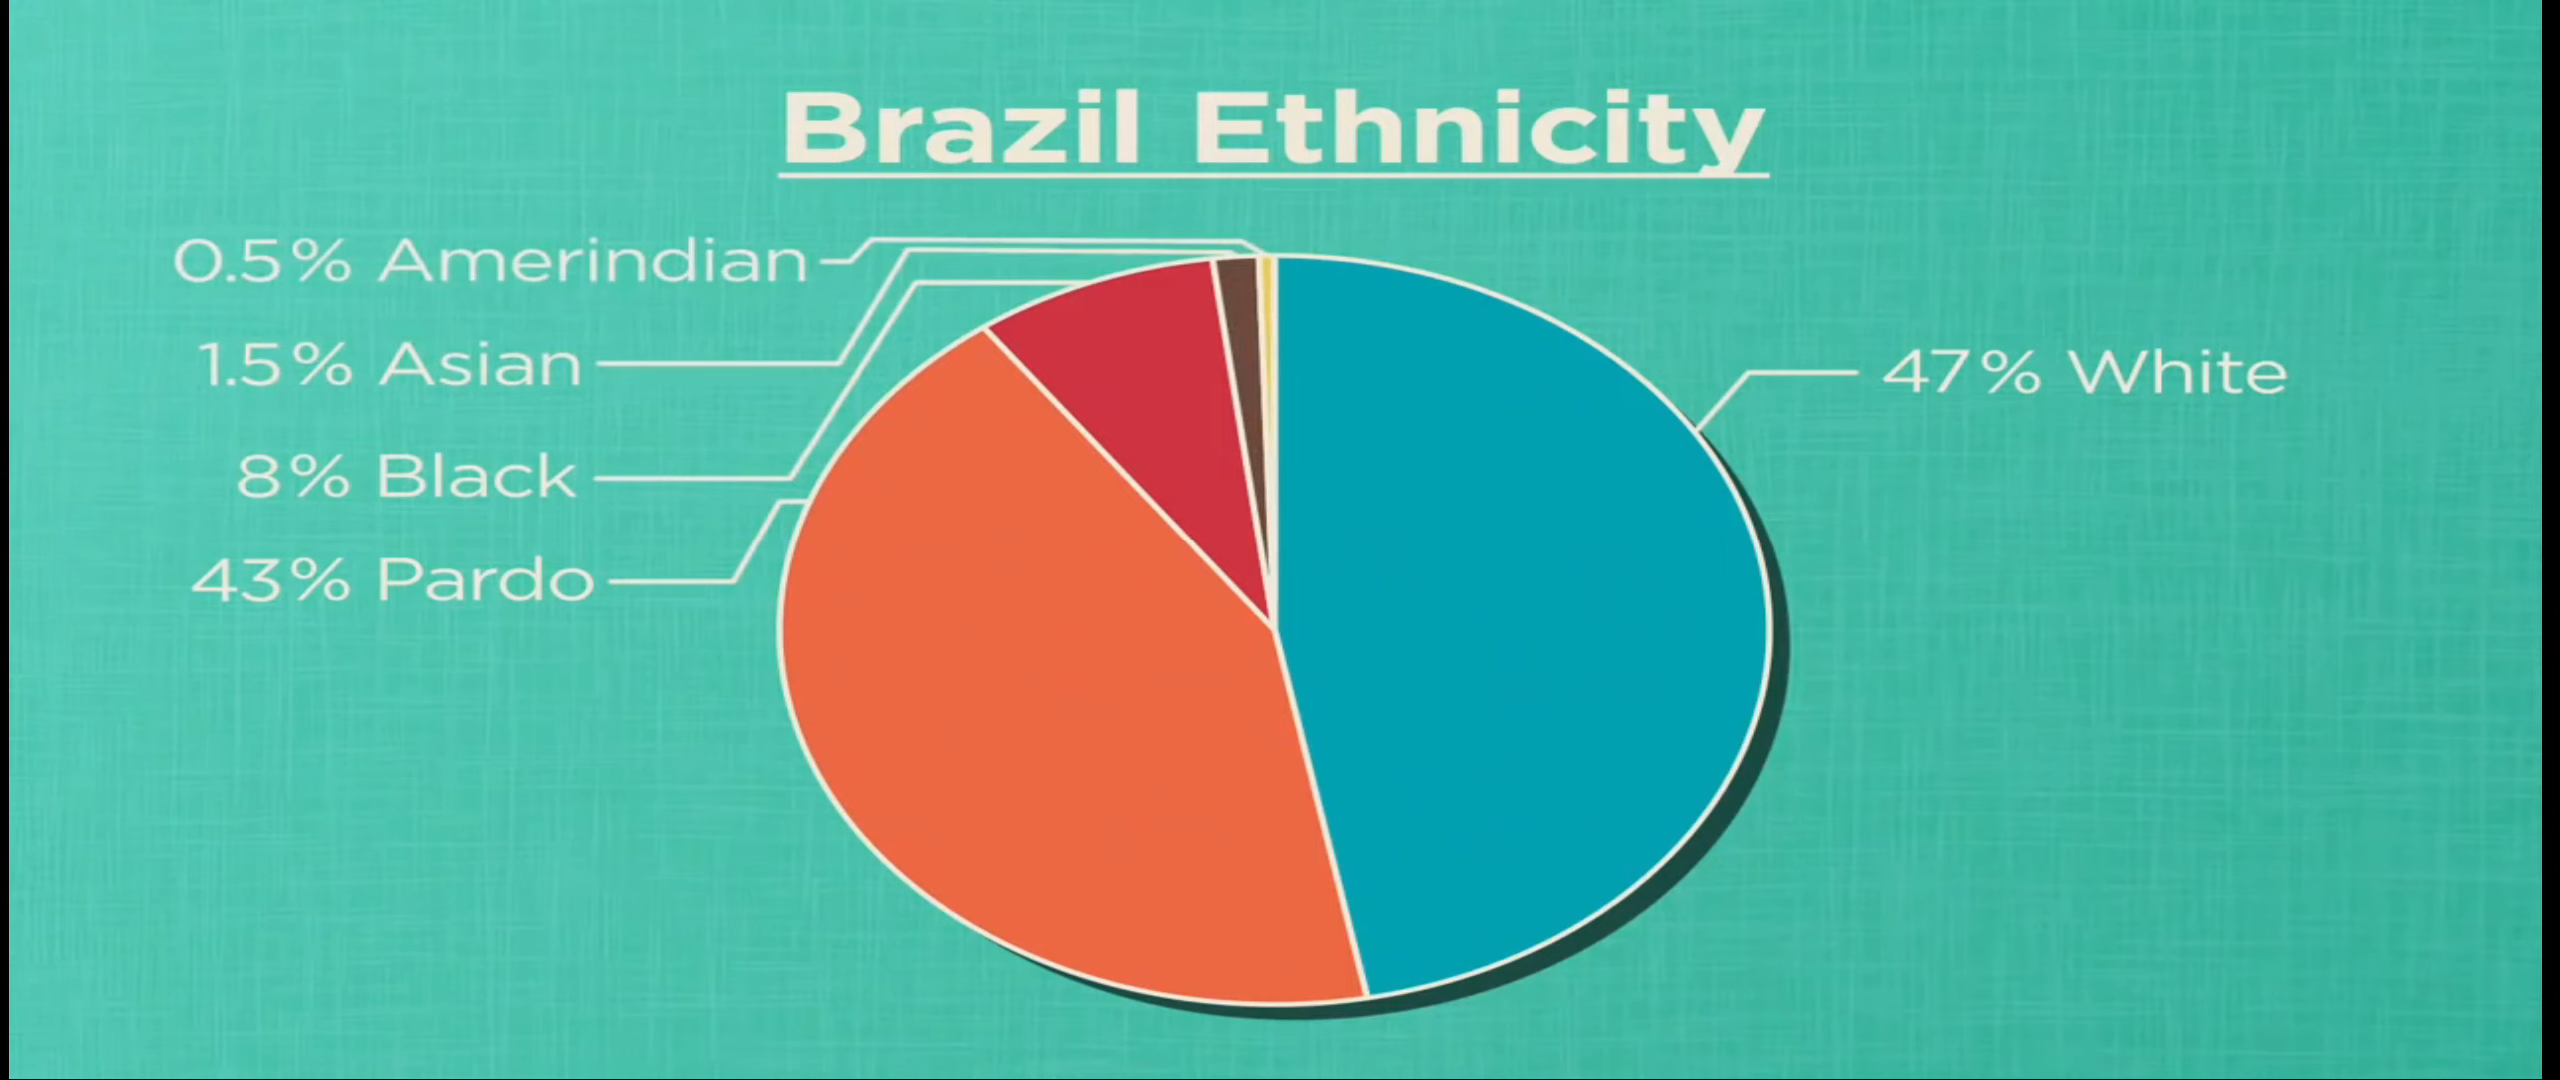 Brazil Ethnicity
0.5% Amerindian
1.5% Asian
8% Black
43% Pardo
47% White